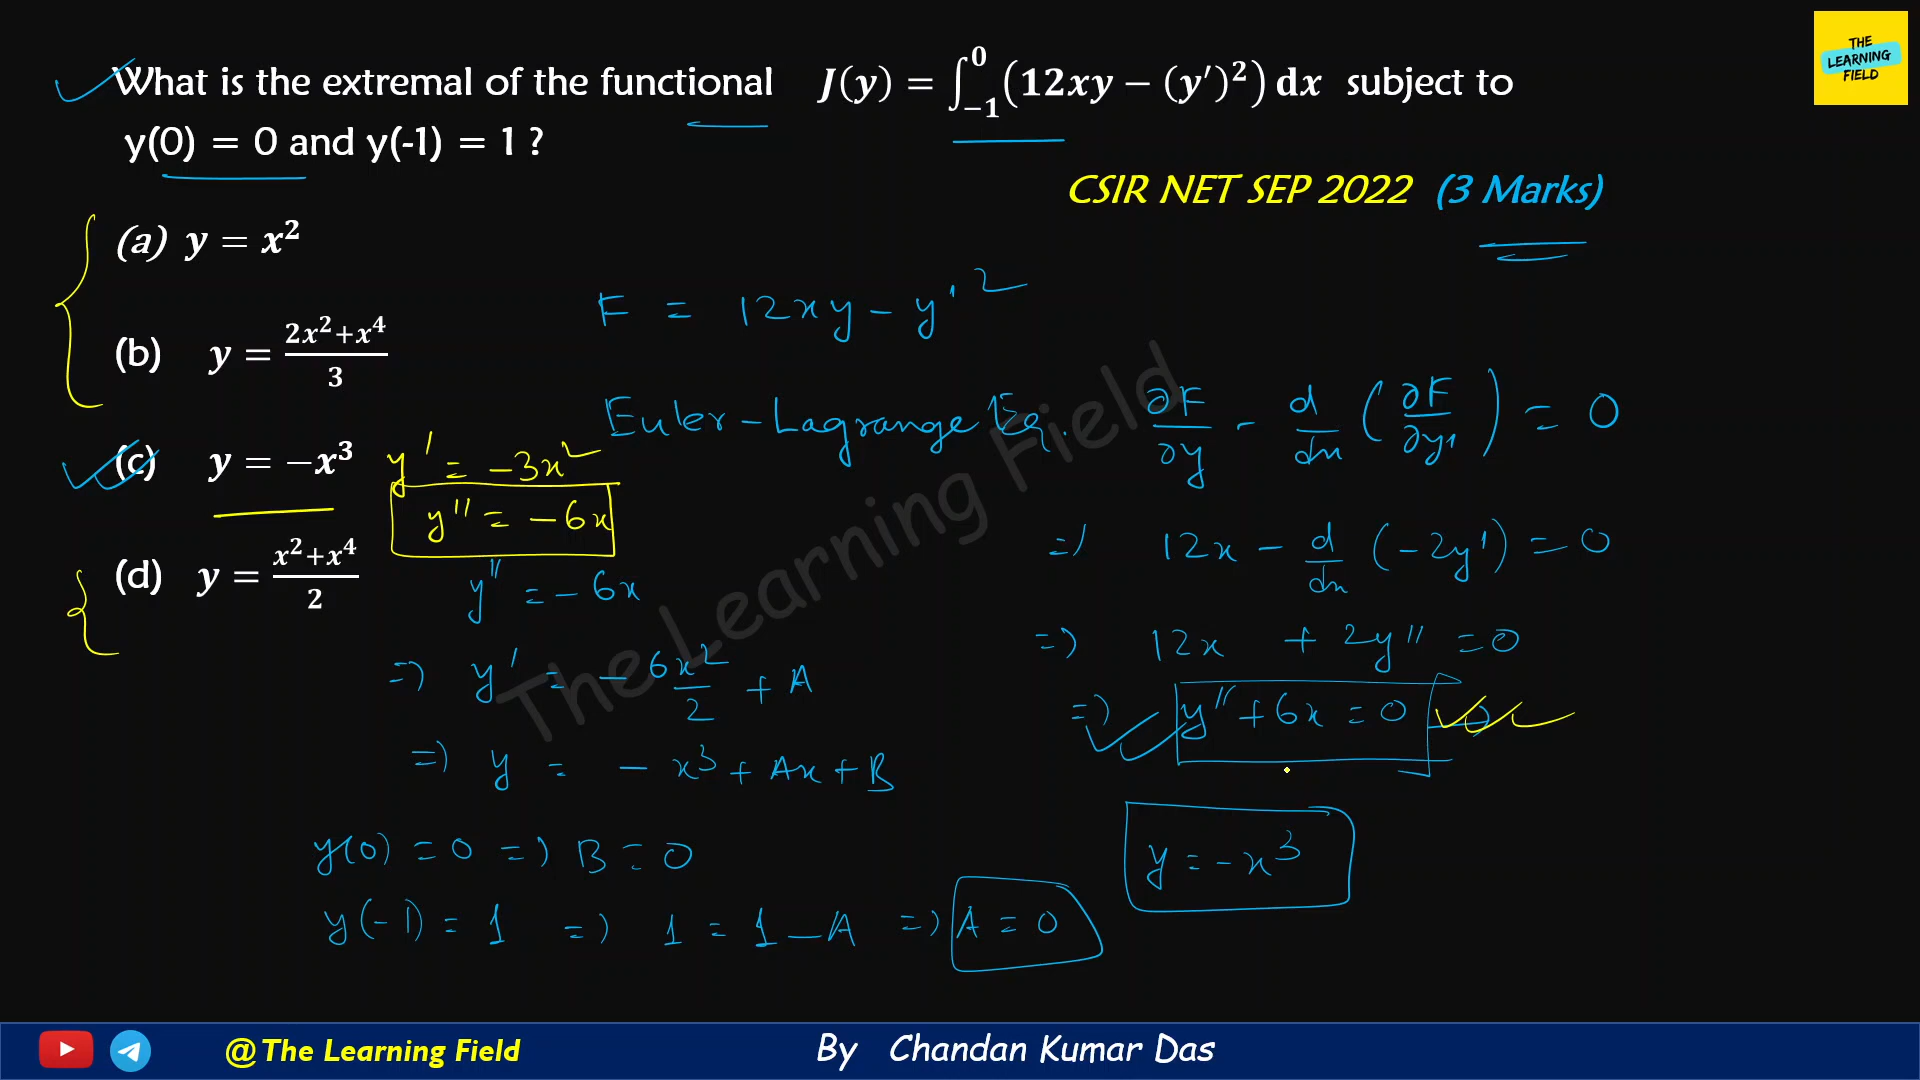 THE
LEARNING
FIELD
What is the extremal of the functional J(y) = ∫₋₁⁰ (12xy − (y′)²) dx subject to
y(0) = 0 and y(-1) = 1 ?
CSIR NET SEP 2022 (3 Marks)
(a) y = x²
(b) y = (2x²+x⁴)/3
(c) y = −x³
(d) y = (x²+x⁴)/2
y' = -3x²
y'' = -6x
y'' = -6x
=) y' = - 6x²/2 + A
=) y = - x³ + Ax + B
y(0) = 0 =) B = 0
y(-1) = 1 =) 1 = 1 - A =) A = 0
F = 12xy - y'²
Euler-Lagrange Eq. ∂F/∂y - d/dx (∂F/∂y') = 0
=) 12x - d/dx (-2y') = 0
=) 12x + 2y'' = 0
=) y'' + 6x = 0
y = -x³
The Learning Field
@The Learning Field
By Chandan Kumar Das